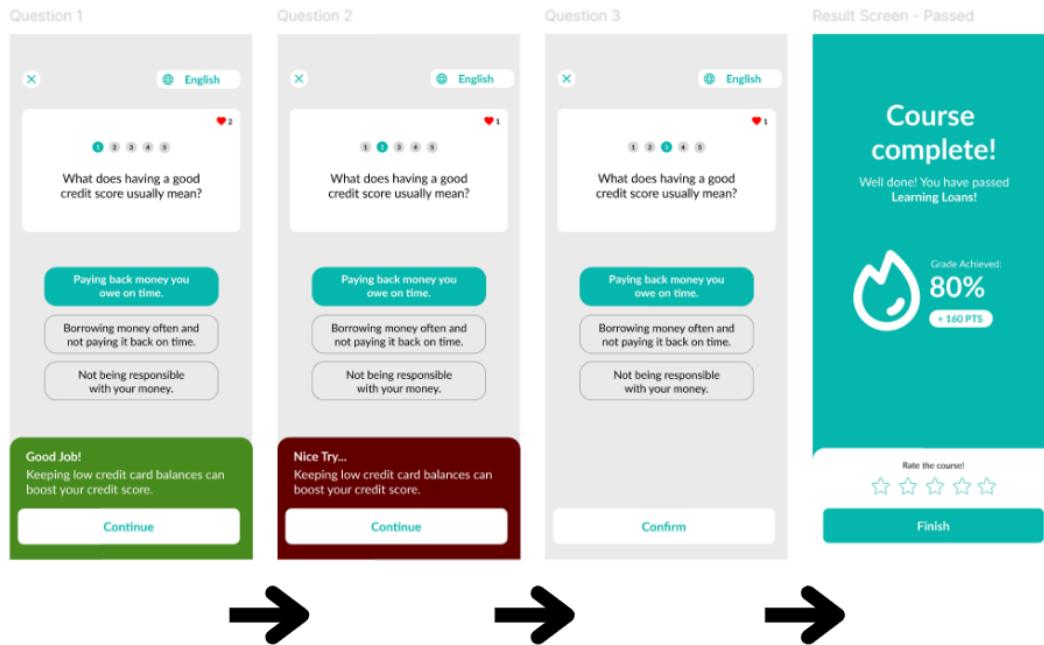 Question 1
English
2
1 2 3 4 5
What does having a good
credit score usually mean?
Paying back money you
owe on time.
Borrowing money often and
not paying it back on time.
Not being responsible
with your money.
Good Job!
Keeping low credit card balances can
boost your credit score.
Continue
Question 2
English
1
1 2 3 4 5
What does having a good
credit score usually mean?
Paying back money you
owe on time.
Borrowing money often and
not paying it back on time.
Not being responsible
with your money.
Nice Try...
Keeping low credit card balances can
boost your credit score.
Continue
Question 3
English
1
1 2 3 4 5
What does having a good
credit score usually mean?
Paying back money you
owe on time.
Borrowing money often and
not paying it back on time.
Not being responsible
with your money.
Confirm
Result Screen - Passed
Course
complete!
Well done! You have passed
Learning Loans!
Grade Achieved:
80%
+ 160 PTS
Rate the course!
Finish